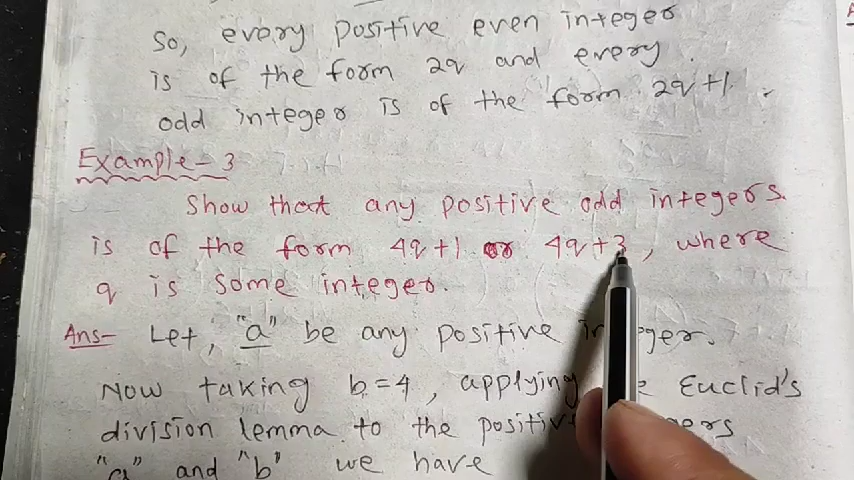 So, every positive even integer
is of the form 2q and every
odd integer is of the form 2q+1.
Example-3
Show that any positive odd integers.
is of the form 4q+1 or 4q+3, where
q is some integer.
Ans- Let, "a" be any positive
Now taking b=4, applying Euclid's
division lemma to the
"a" and "b" we have